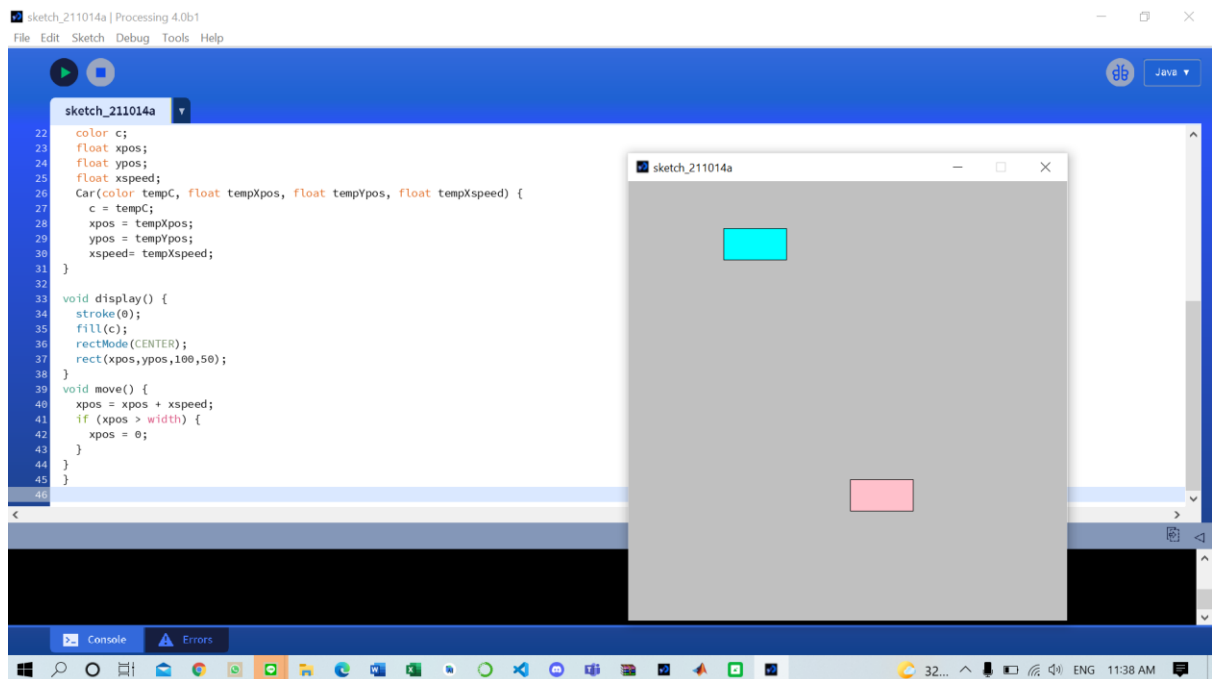 sketch_211014a | Processing 4.0b1
File Edit Sketch Debug Tools Help
Java ▼
sketch_211014a ▼
22 color c;
23 float xpos;
24 float ypos;
25 float xspeed;
26 Car(color tempC, float tempXpos, float tempYpos, float tempXspeed) {
27 c = tempC;
28 xpos = tempXpos;
29 ypos = tempYpos;
30 xspeed= tempXspeed;
31 }
32
33 void display() {
34 stroke(0);
35 fill(c);
36 rectMode(CENTER);
37 rect(xpos,ypos,100,50);
38 }
39 void move() {
40 xpos = xpos + xspeed;
41 if (xpos > width) {
42 xpos = 0;
43 }
44 }
45 }
46
sketch_211014a
Console Errors
32... ENG 11:38 AM